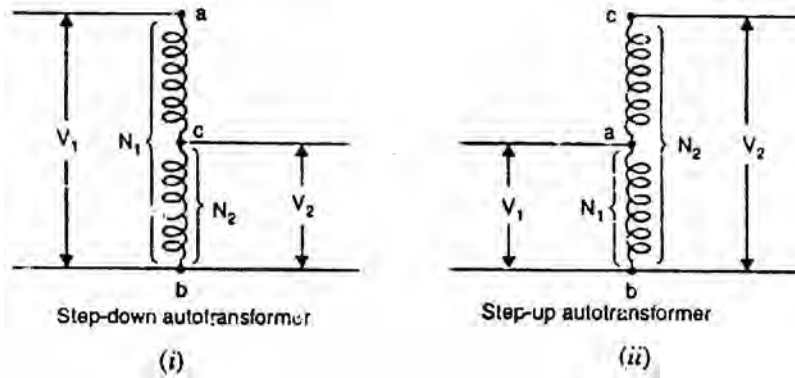 a
V1
N1
c
N2
V2
b
Step-down autotransformer
(i)
c
a
N2
V2
V1
N1
b
Step-up autotransformer
(ii)